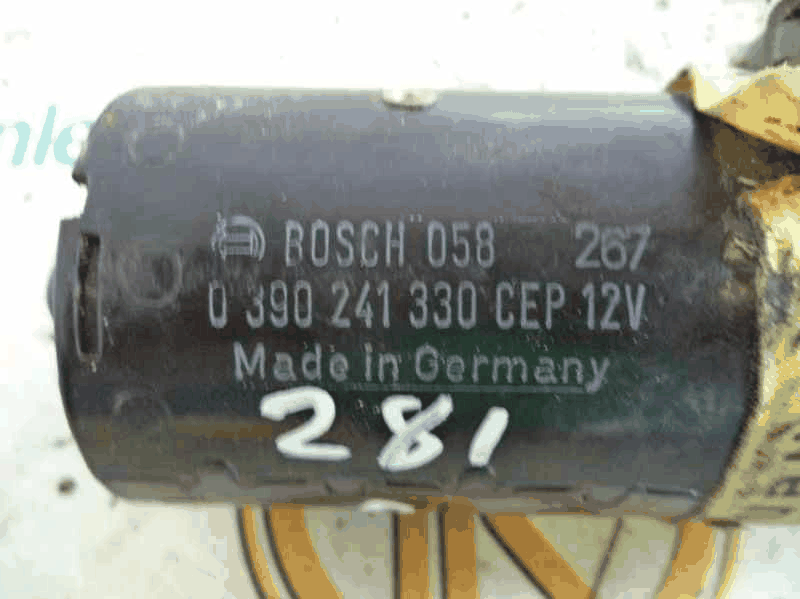 BOSCH 058 267
0 390 241 330 CEP 12V
Made in Germany
281